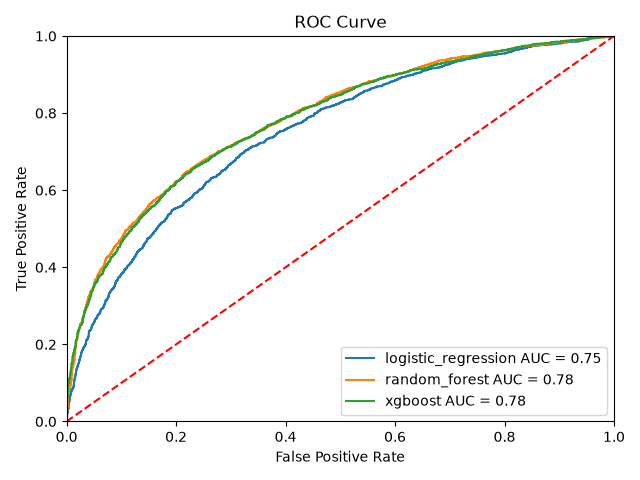 ROC Curve
True Positive Rate
1.0
0.8
0.6
0.4
0.2
0.0
logistic_regression AUC = 0.75
random_forest AUC = 0.78
xgboost AUC = 0.78
0.0 0.2 0.4 0.6 0.8 1.0
False Positive Rate